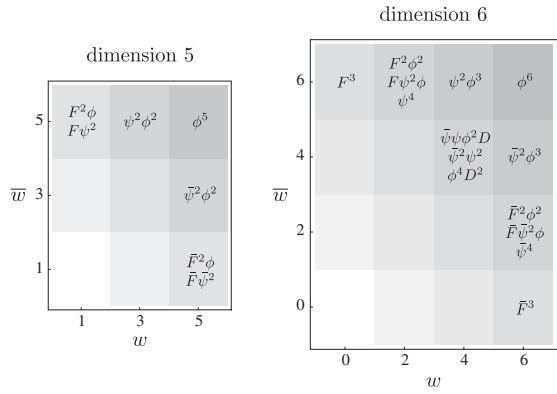 dimension 5
F²ϕ
Fψ²
ψ²ϕ²
ϕ⁵
ψ̄²ϕ²
F̄²ϕ
F̄ψ̄²
5
3
1
w̄
1 3 5
w
dimension 6
F³
F²ϕ²
Fψ²ϕ
ψ⁴
ψ²ϕ³
ϕ⁶
ψ̄ψϕ²D
ψ̄²ψ²
ϕ⁴D²
ψ̄²ϕ³
F̄²ϕ²
F̄ψ̄²ϕ
ψ̄⁴
F̄³
6
4
2
0
w̄
0 2 4 6
w